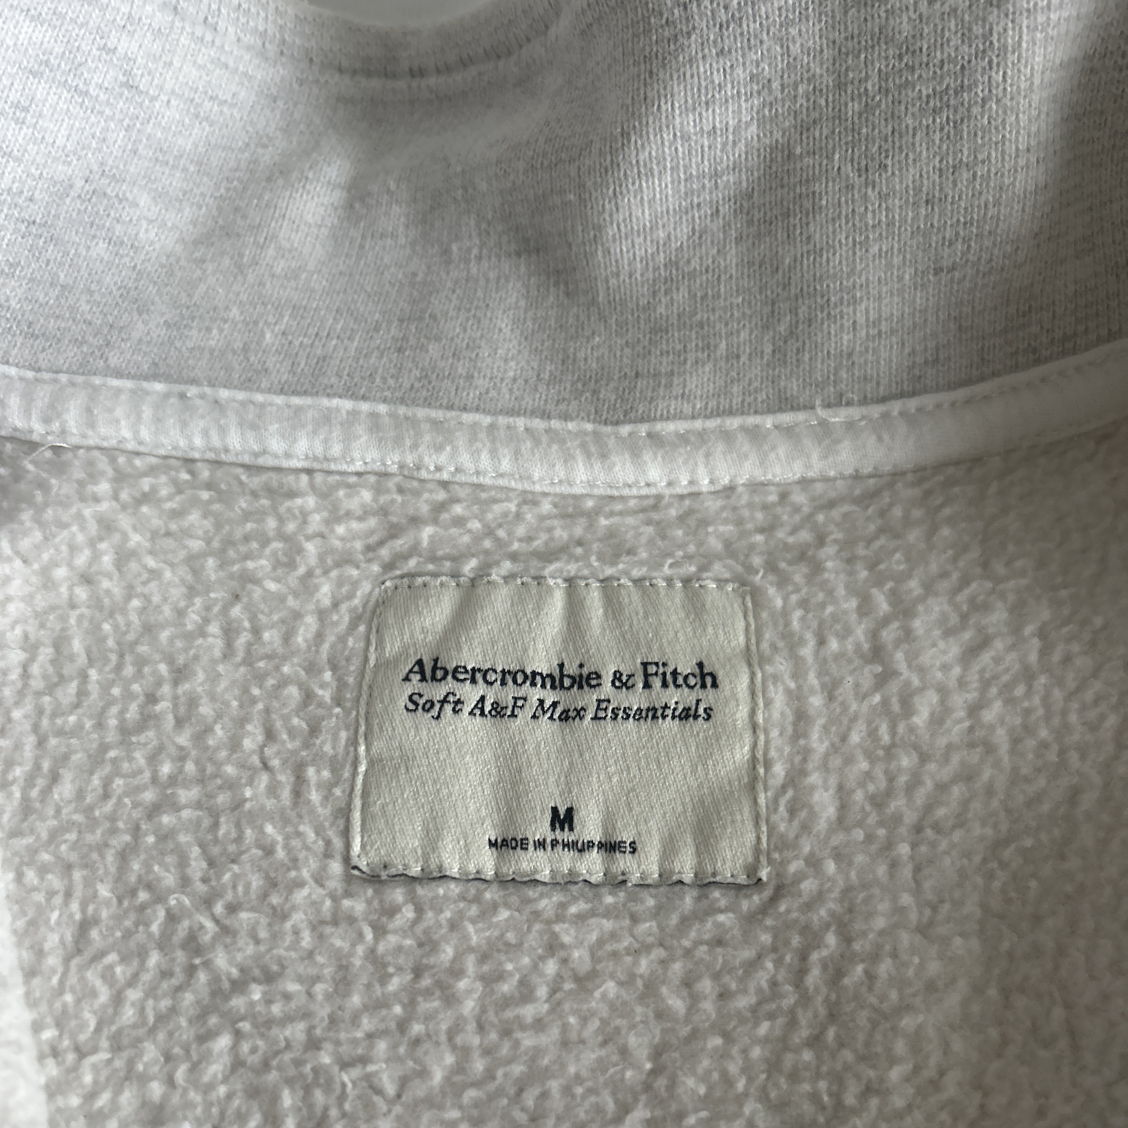 Abercrombie & Fitch
Soft A&F Max Essentials
M
MADE IN PHILIPPINES